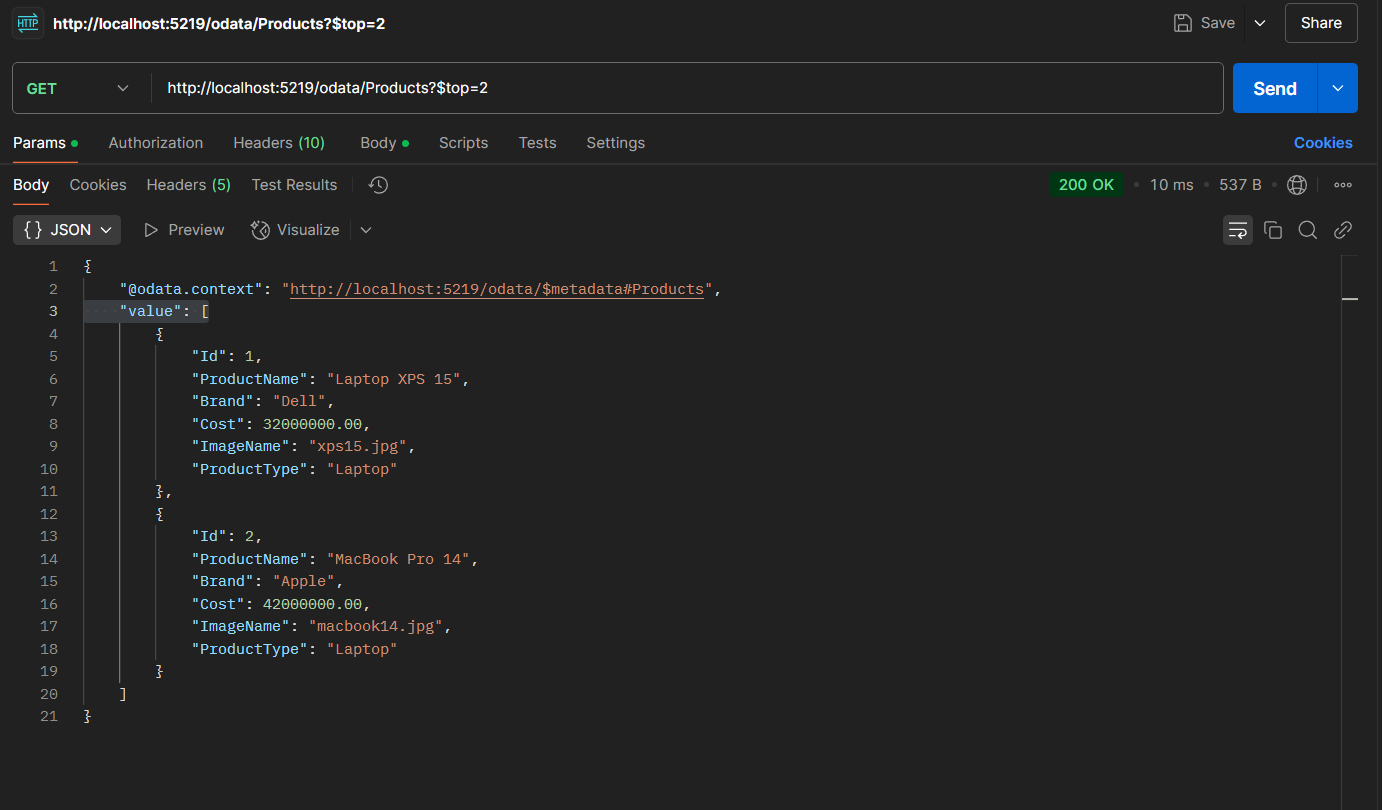 HTTP http://localhost:5219/odata/Products?$top=2 Save Share
GET http://localhost:5219/odata/Products?$top=2 Send
Params Authorization Headers (10) Body Scripts Tests Settings Cookies
Body Cookies Headers (5) Test Results 200 OK • 10 ms • 537 B •
{} JSON Preview Visualize
1 {
2 "@odata.context": "http://localhost:5219/odata/$metadata#Products",
3 "value": [
4 {
5 "Id": 1,
6 "ProductName": "Laptop XPS 15",
7 "Brand": "Dell",
8 "Cost": 32000000.00,
9 "ImageName": "xps15.jpg",
10 "ProductType": "Laptop"
11 },
12 {
13 "Id": 2,
14 "ProductName": "MacBook Pro 14",
15 "Brand": "Apple",
16 "Cost": 42000000.00,
17 "ImageName": "macbook14.jpg",
18 "ProductType": "Laptop"
19 }
20 ]
21 }